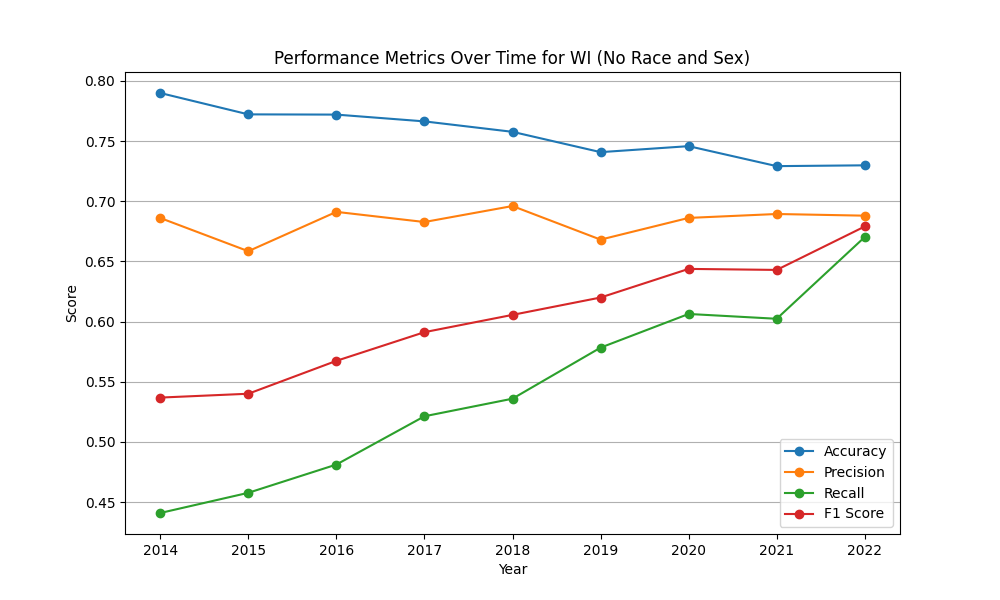 Performance Metrics Over Time for WI (No Race and Sex)
0.80
0.75
0.70
0.65
0.60
0.55
0.50
0.45
Score
2014 2015 2016 2017 2018 2019 2020 2021 2022
Year
Accuracy
Precision
Recall
F1 Score